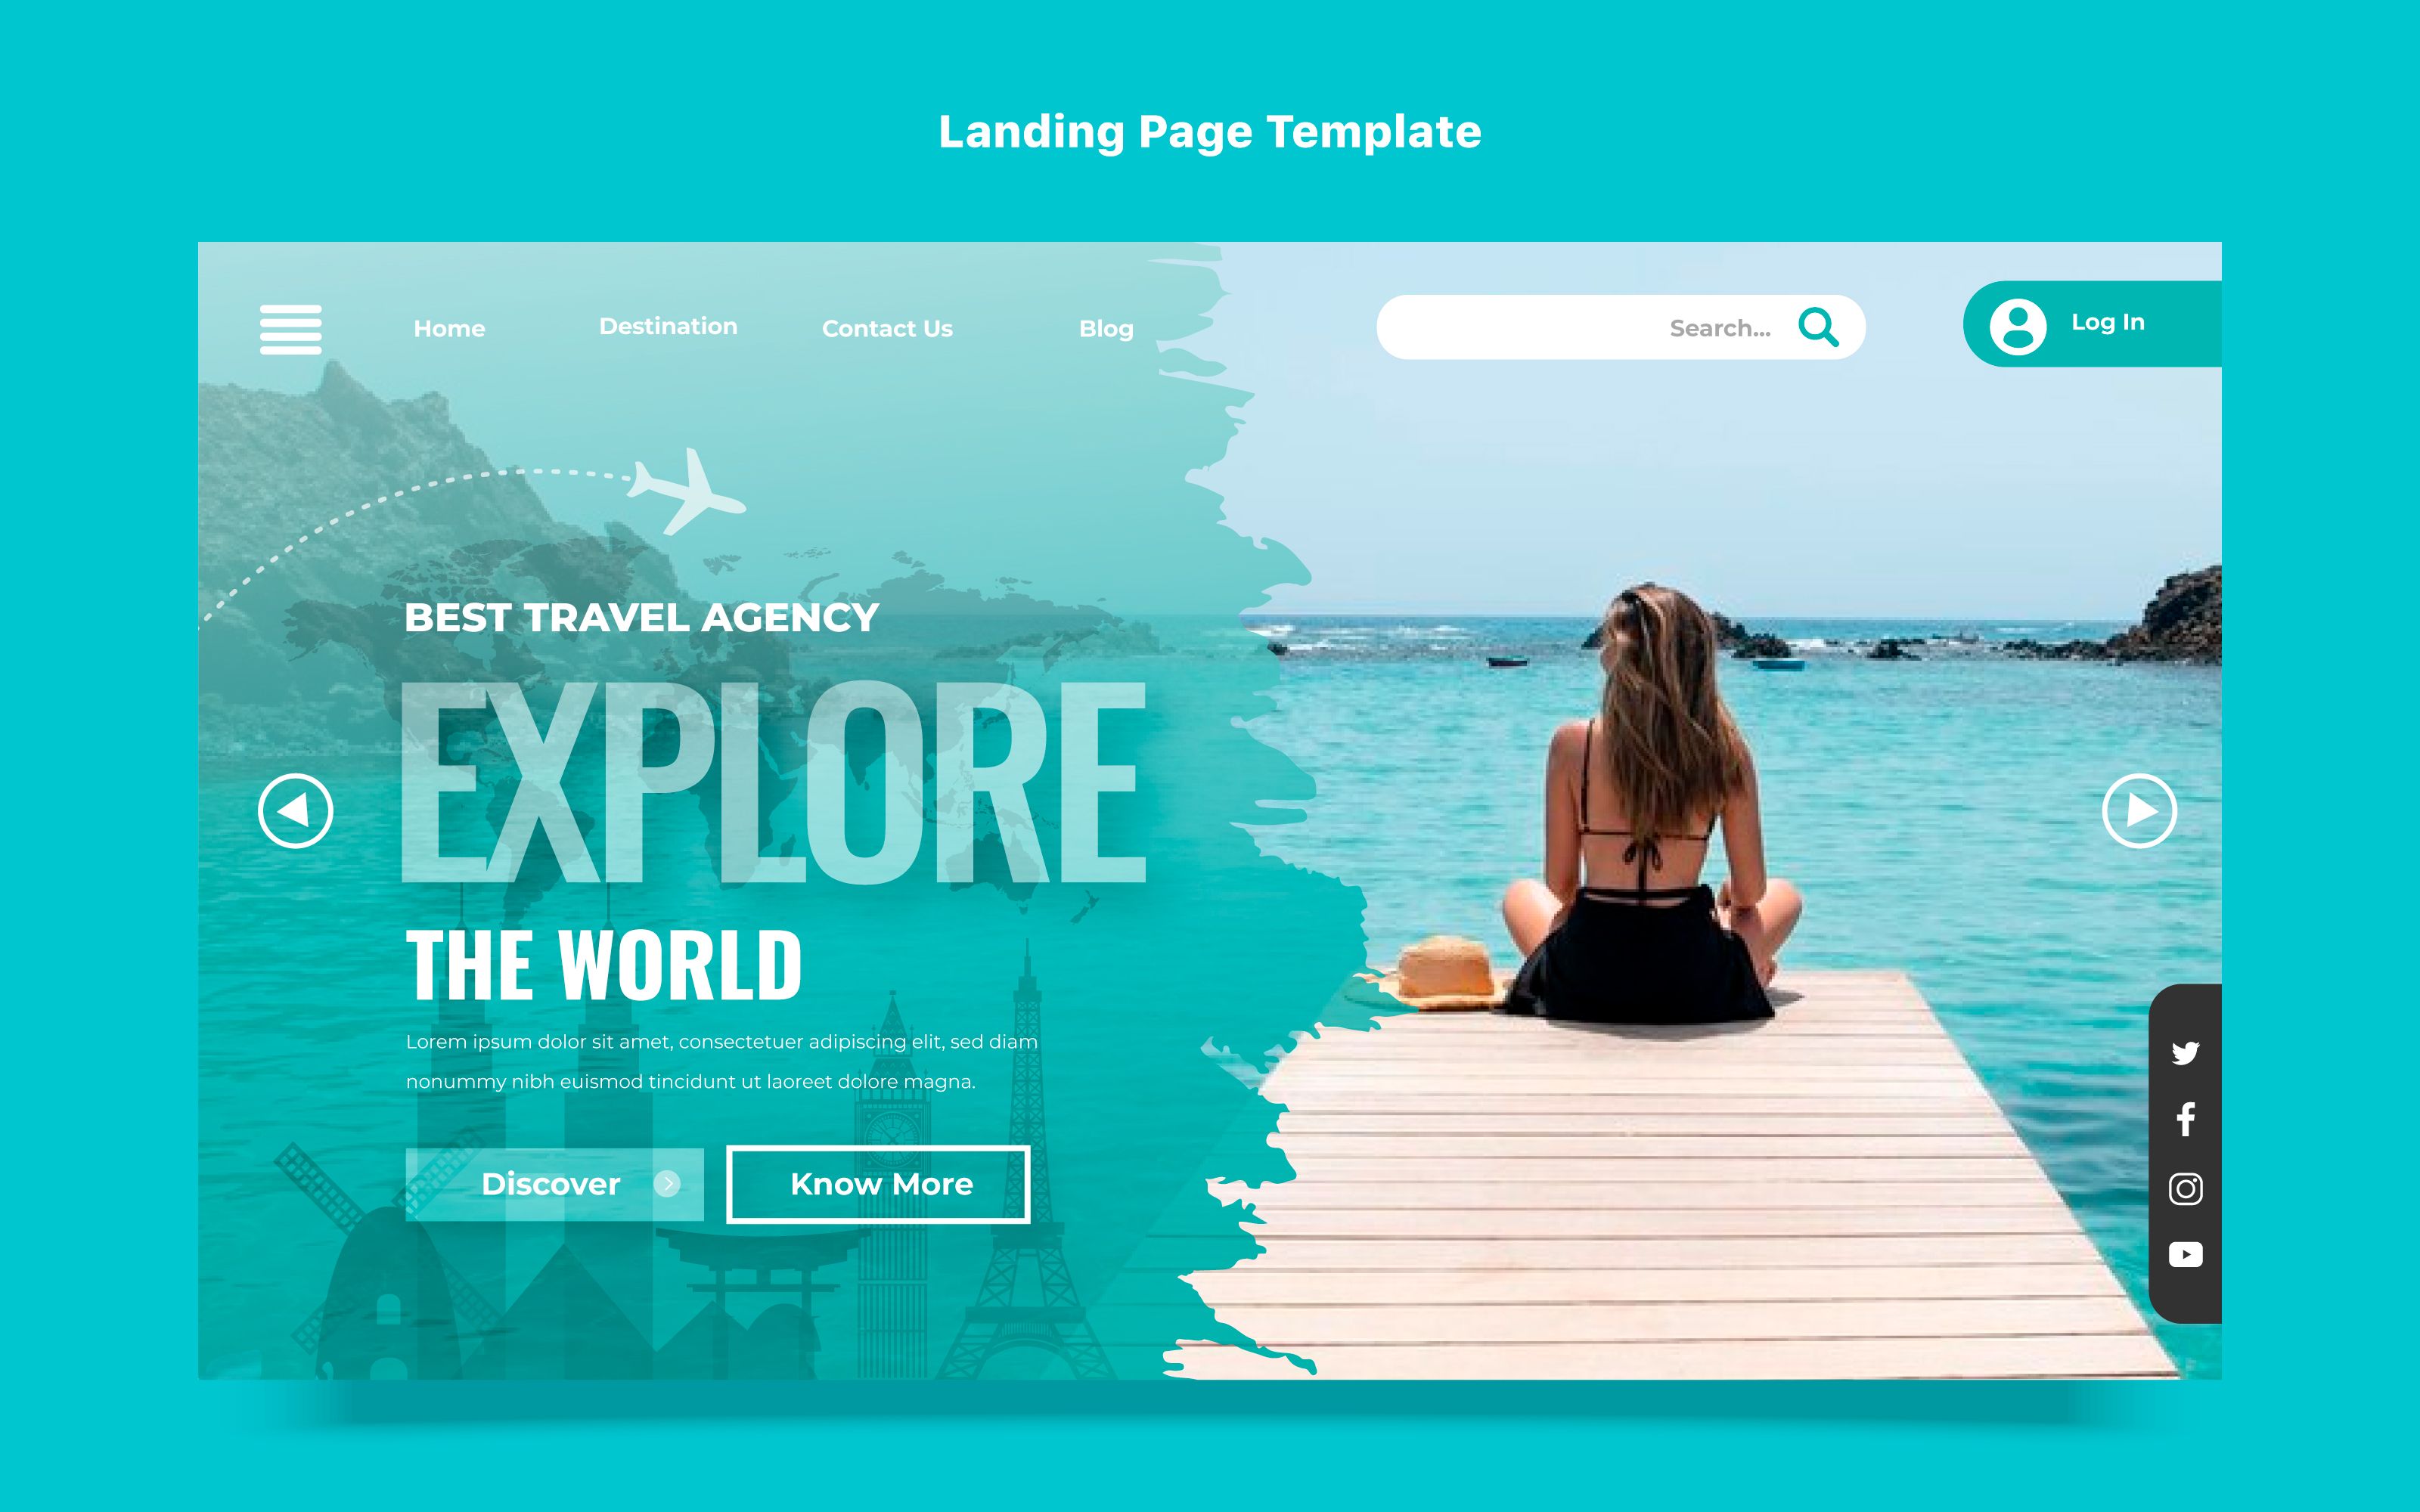 Landing Page Template
Home Destination Contact Us Blog Search... Log In
BEST TRAVEL AGENCY
EXPLORE
THE WORLD
Lorem ipsum dolor sit amet, consectetuer adipiscing elit, sed diam
nonummy nibh euismod tincidunt ut laoreet dolore magna.
Discover Know More